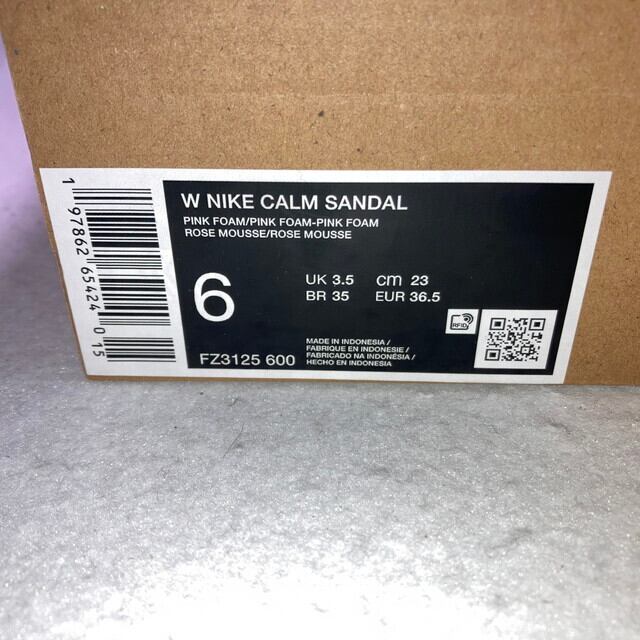 W NIKE CALM SANDAL
PINK FOAM/PINK FOAM-PINK FOAM
ROSE MOUSSE/ROSE MOUSSE
6
UK 3.5 cm 23
BR 35 EUR 36.5
RFID
FZ3125 600
MADE IN INDONESIA /
FABRIQUE EN INDONESIE /
FABRICADO NA INDONÉSIA /
HECHO EN INDONESIA
1 97862 65424 0 15